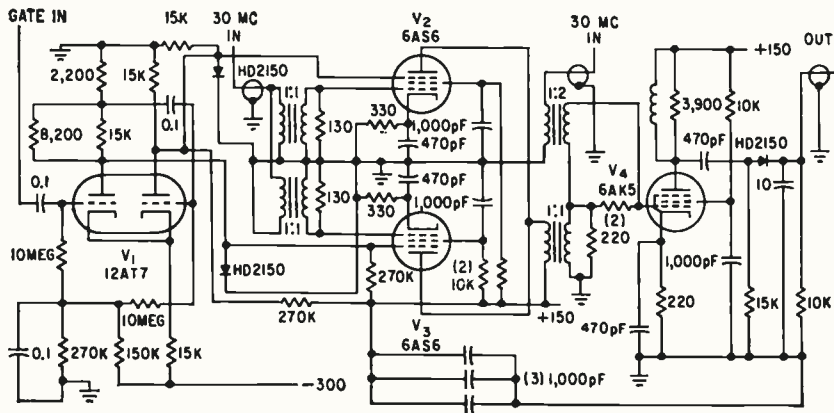 GATE IN
15K
30 MC
IN
V2
6AS6
30 MC
IN
OUT
+150
2,200
15K
HD2150
1:1
330
1,000pF
1:2
3,900
10K
0.1
130
470pF
470pF
HD2150
8,200
15K
V4
6AK5
10
0.1
130
470pF
330
1,000pF
1:1
1:1
(2)
220
V1
12AT7
10MEG
HD2150
270K
(2)
10K
1,000pF
10MEG
270K
+150
220
15K
10K
470pF
0.1
270K
150K
15K
V3
6AS6
-300
(3) 1,000pF